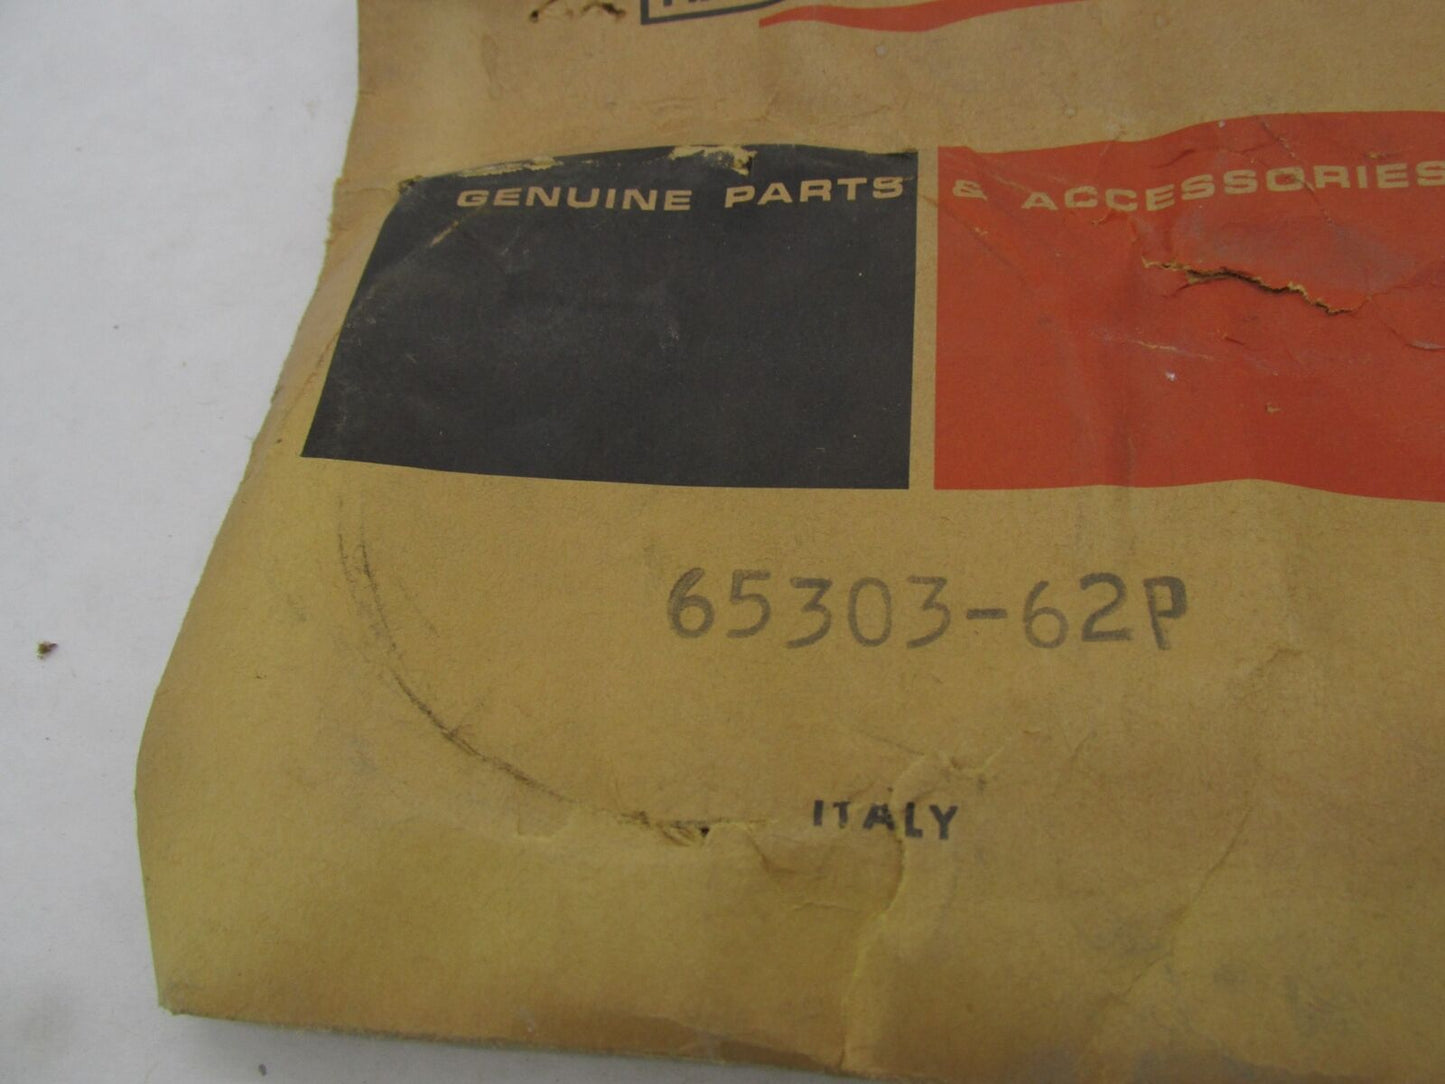 GENUINE PARTS & ACCESSORIES
65303-62P
ITALY